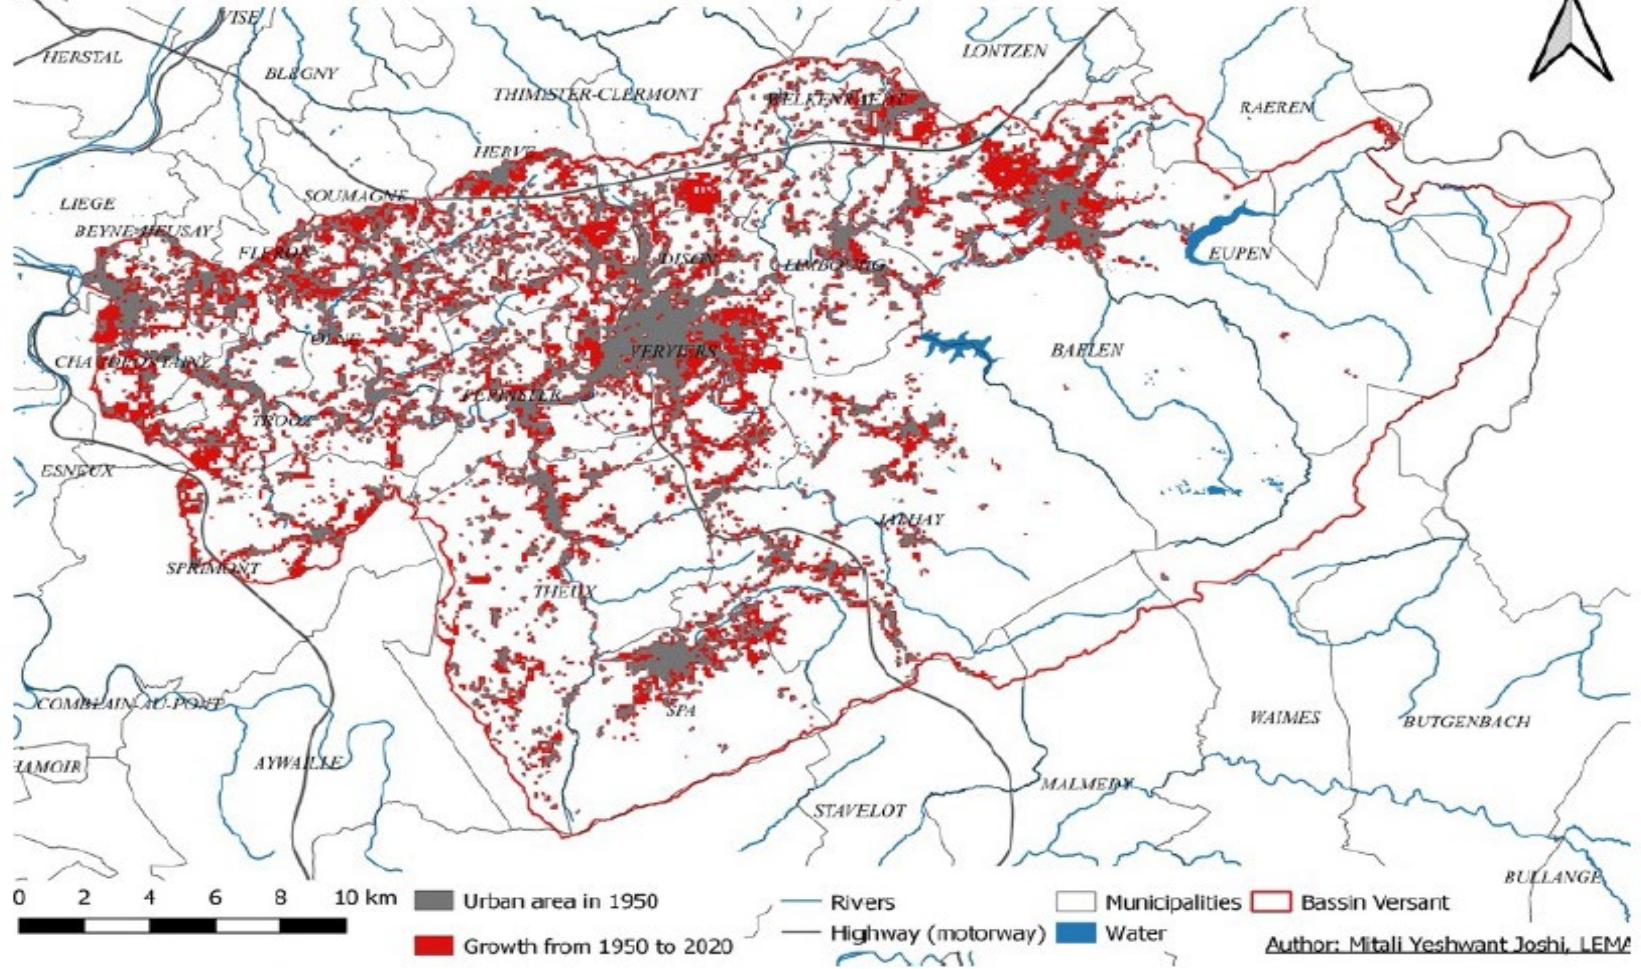 VISE
LONTZEN
HERSTAL
BLEGNY
THIMISTER-CLERMONT
WELKENRAEDT
RAEREN
HERVE
SOUMAGNE
LIEGE
BEYNE-HEUSAY
FLERON
DISON
LIMBOURG
EUPEN
OLNE
VERVIERS
BAELEN
CHAUDFONTAINE
PEPINSTER
TROOZ
ESNEUX
JALHAY
SPRIMONT
THEUX
COMBLAIN-AU-PONT
SPA
WAIMES
BUTGENBACH
HAMOIR
AYWAILLE
MALMEDY
STAVELOT
BULLANGE
0 2 4 6 8 10 km
Urban area in 1950
Rivers
Municipalities
Bassin Versant
Growth from 1950 to 2020
Highway (motorway)
Water
Author: Mitali Yeshwant Joshi, LEMA